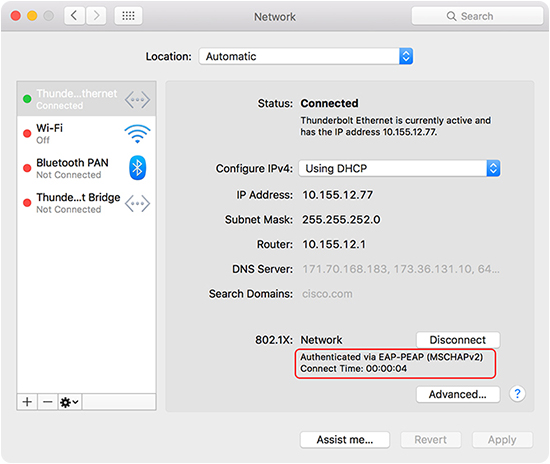 Network
Search
Location: Automatic
Thunde...thernet
Connected
Wi-Fi
Off
Bluetooth PAN
Not Connected
Thunde...t Bridge
Not Connected
Status: Connected
Thunderbolt Ethernet is currently active and
has the IP address 10.155.12.77.
Configure IPv4: Using DHCP
IP Address: 10.155.12.77
Subnet Mask: 255.255.252.0
Router: 10.155.12.1
DNS Server: 171.70.168.183, 173.36.131.10, 64...
Search Domains: cisco.com
802.1X: Network Disconnect
Authenticated via EAP-PEAP (MSCHAPv2)
Connect Time: 00:00:04
Advanced... ?
Assist me... Revert Apply